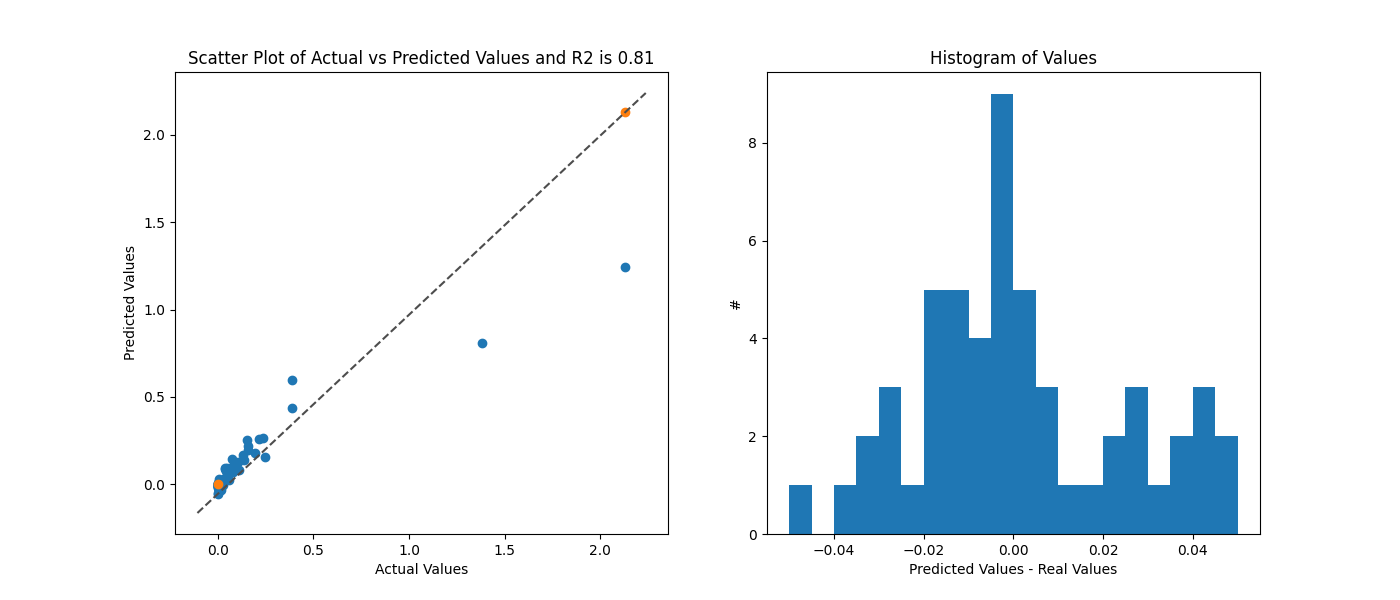 Scatter Plot of Actual vs Predicted Values and R2 is 0.81
Predicted Values
2.0
1.5
1.0
0.5
0.0
0.0 0.5 1.0 1.5 2.0
Actual Values
Histogram of Values
#
8
6
4
2
0
−0.04 −0.02 0.00 0.02 0.04
Predicted Values - Real Values